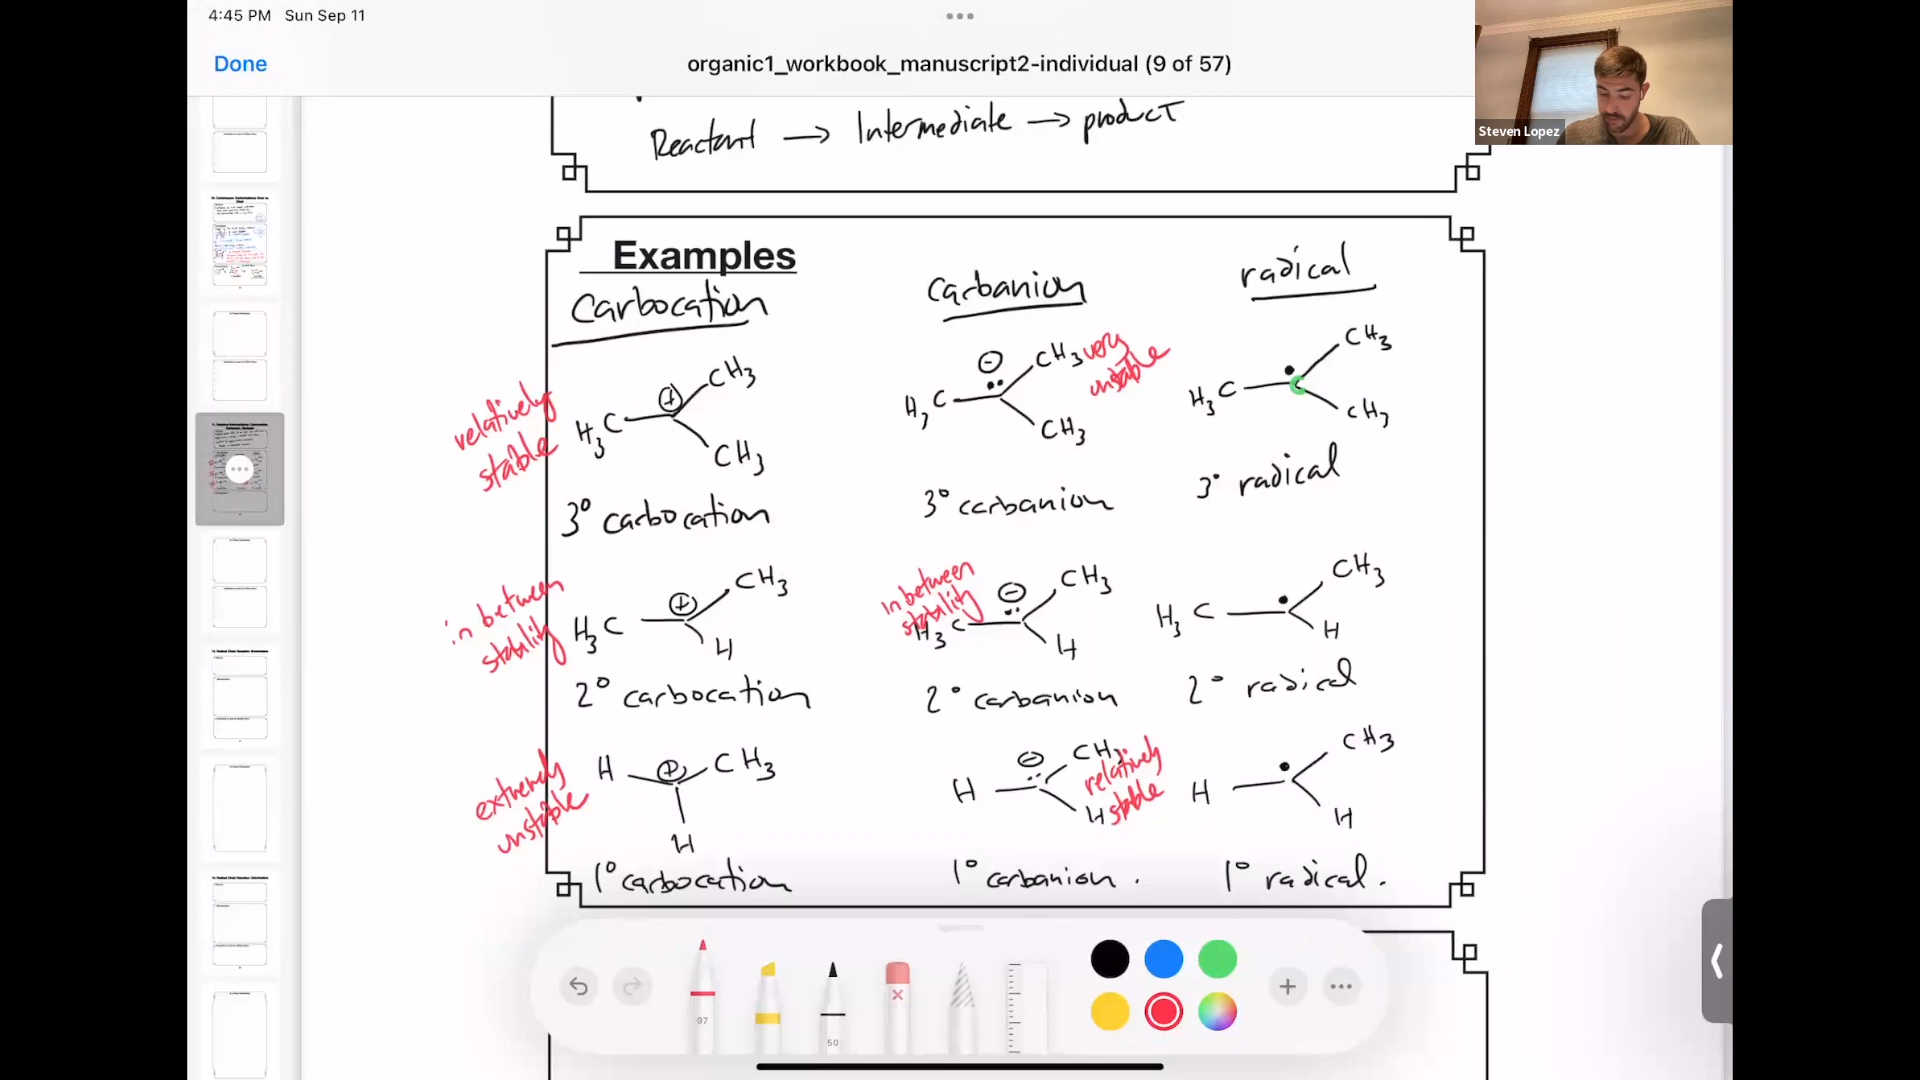 4:45 PM Sun Sep 11
Done
organic1_workbook_manuscript2-individual (9 of 57)
Steven Lopez
Reactant → Intermediate → product
Examples
Carbocation
Carbanion
radical
relatively
stable
H3C
⊕
CH3
CH3
3° carbocation
⊖
H3C
CH3
CH3
very
unstable
3° carbanion
H3C
C
CH3
CH3
3° radical
in between
stability
H3C
⊕
CH3
H
2° carbocation
in between
stability
⊖
H3C
CH3
H
2° carbanion
H3C
CH3
H
2° radical
extremely
unstable
H
⊕
CH3
H
1° carbocation
H
⊖
CH3
H
relatively
stable
1° carbanion.
H
CH3
H
1° radical.
97
50